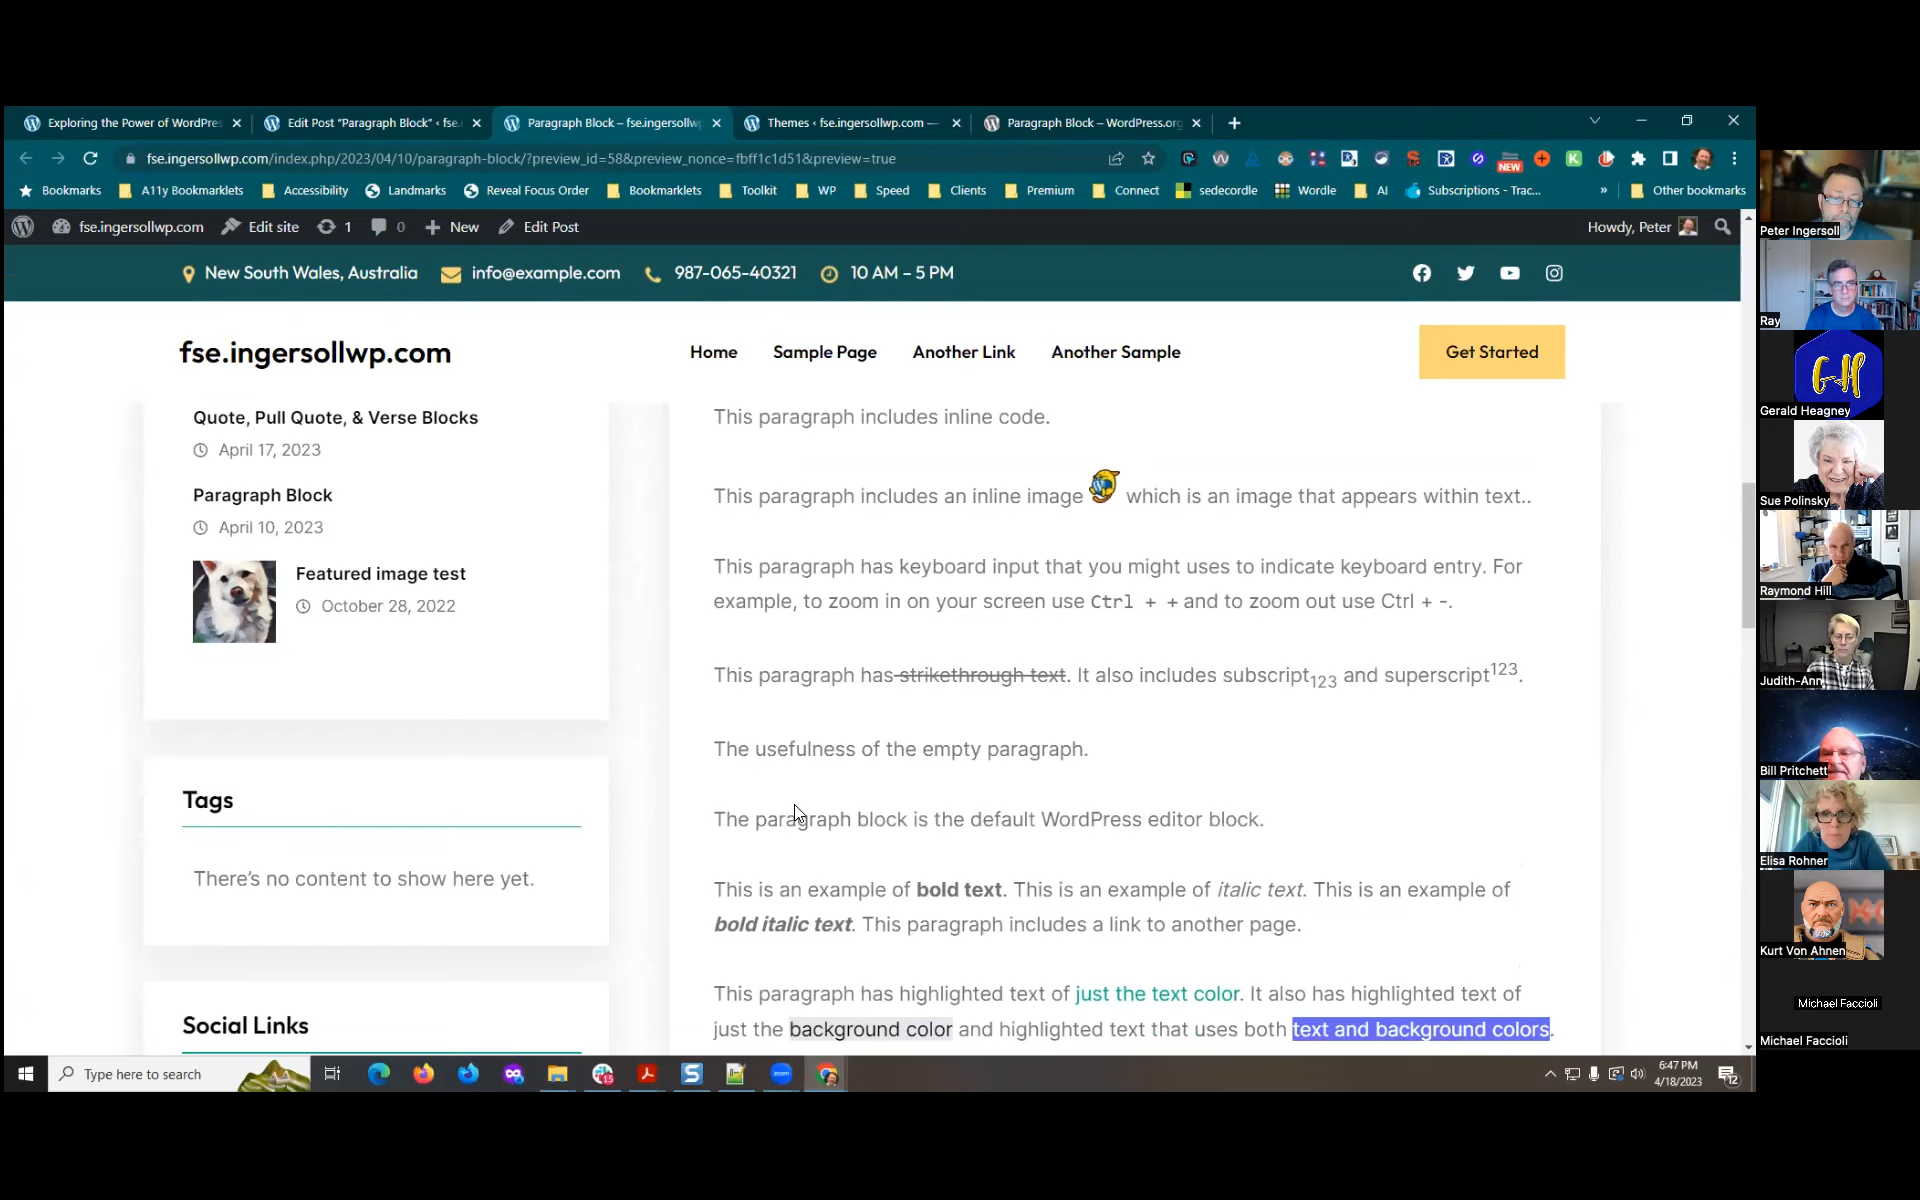 Exploring the Power of WordPres
Edit Post “Paragraph Block” ‹ fse.
Paragraph Block – fse.ingersollw
Themes ‹ fse.ingersollwp.com —
Paragraph Block – WordPress.org
fse.ingersollwp.com/index.php/2023/04/10/paragraph-block/?preview_id=58&preview_nonce=fbff1c1d51&preview=true
NEW
Bookmarks
A11y Bookmarklets
Accessibility
Landmarks
Reveal Focus Order
Bookmarklets
Toolkit
WP
Speed
Clients
Premium
Connect
sedecordle
Wordle
AI
Subscriptions - Trac...
»
Other bookmarks
fse.ingersollwp.com
Edit site
1
0
New
Edit Post
Howdy, Peter
New South Wales, Australia
info@example.com
987-065-40321
10 AM – 5 PM
fse.ingersollwp.com
Home
Sample Page
Another Link
Another Sample
Get Started
Quote, Pull Quote, & Verse Blocks
April 17, 2023
Paragraph Block
April 10, 2023
Featured image test
October 28, 2022
Tags
There’s no content to show here yet.
Social Links
This paragraph includes inline code.
This paragraph includes an inline image which is an image that appears within text..
This paragraph has keyboard input that you might uses to indicate keyboard entry. For
example, to zoom in on your screen use Ctrl + + and to zoom out use Ctrl + -.
This paragraph has strikethrough text. It also includes subscript123 and superscript123.
The usefulness of the empty paragraph.
The paragraph block is the default WordPress editor block.
This is an example of bold text. This is an example of italic text. This is an example of
bold italic text. This paragraph includes a link to another page.
This paragraph has highlighted text of just the text color. It also has highlighted text of
just the background color and highlighted text that uses both text and background colors.
Type here to search
15
zoom
6:47 PM
4/18/2023
12
Peter Ingersoll
Ray
GH
Gerald Heagney
Sue Polinsky
Raymond Hill
Judith-Ann
Bill Pritchett
Elisa Rohner
Kurt Von Ahnen
Michael Faccioli
Michael Faccioli